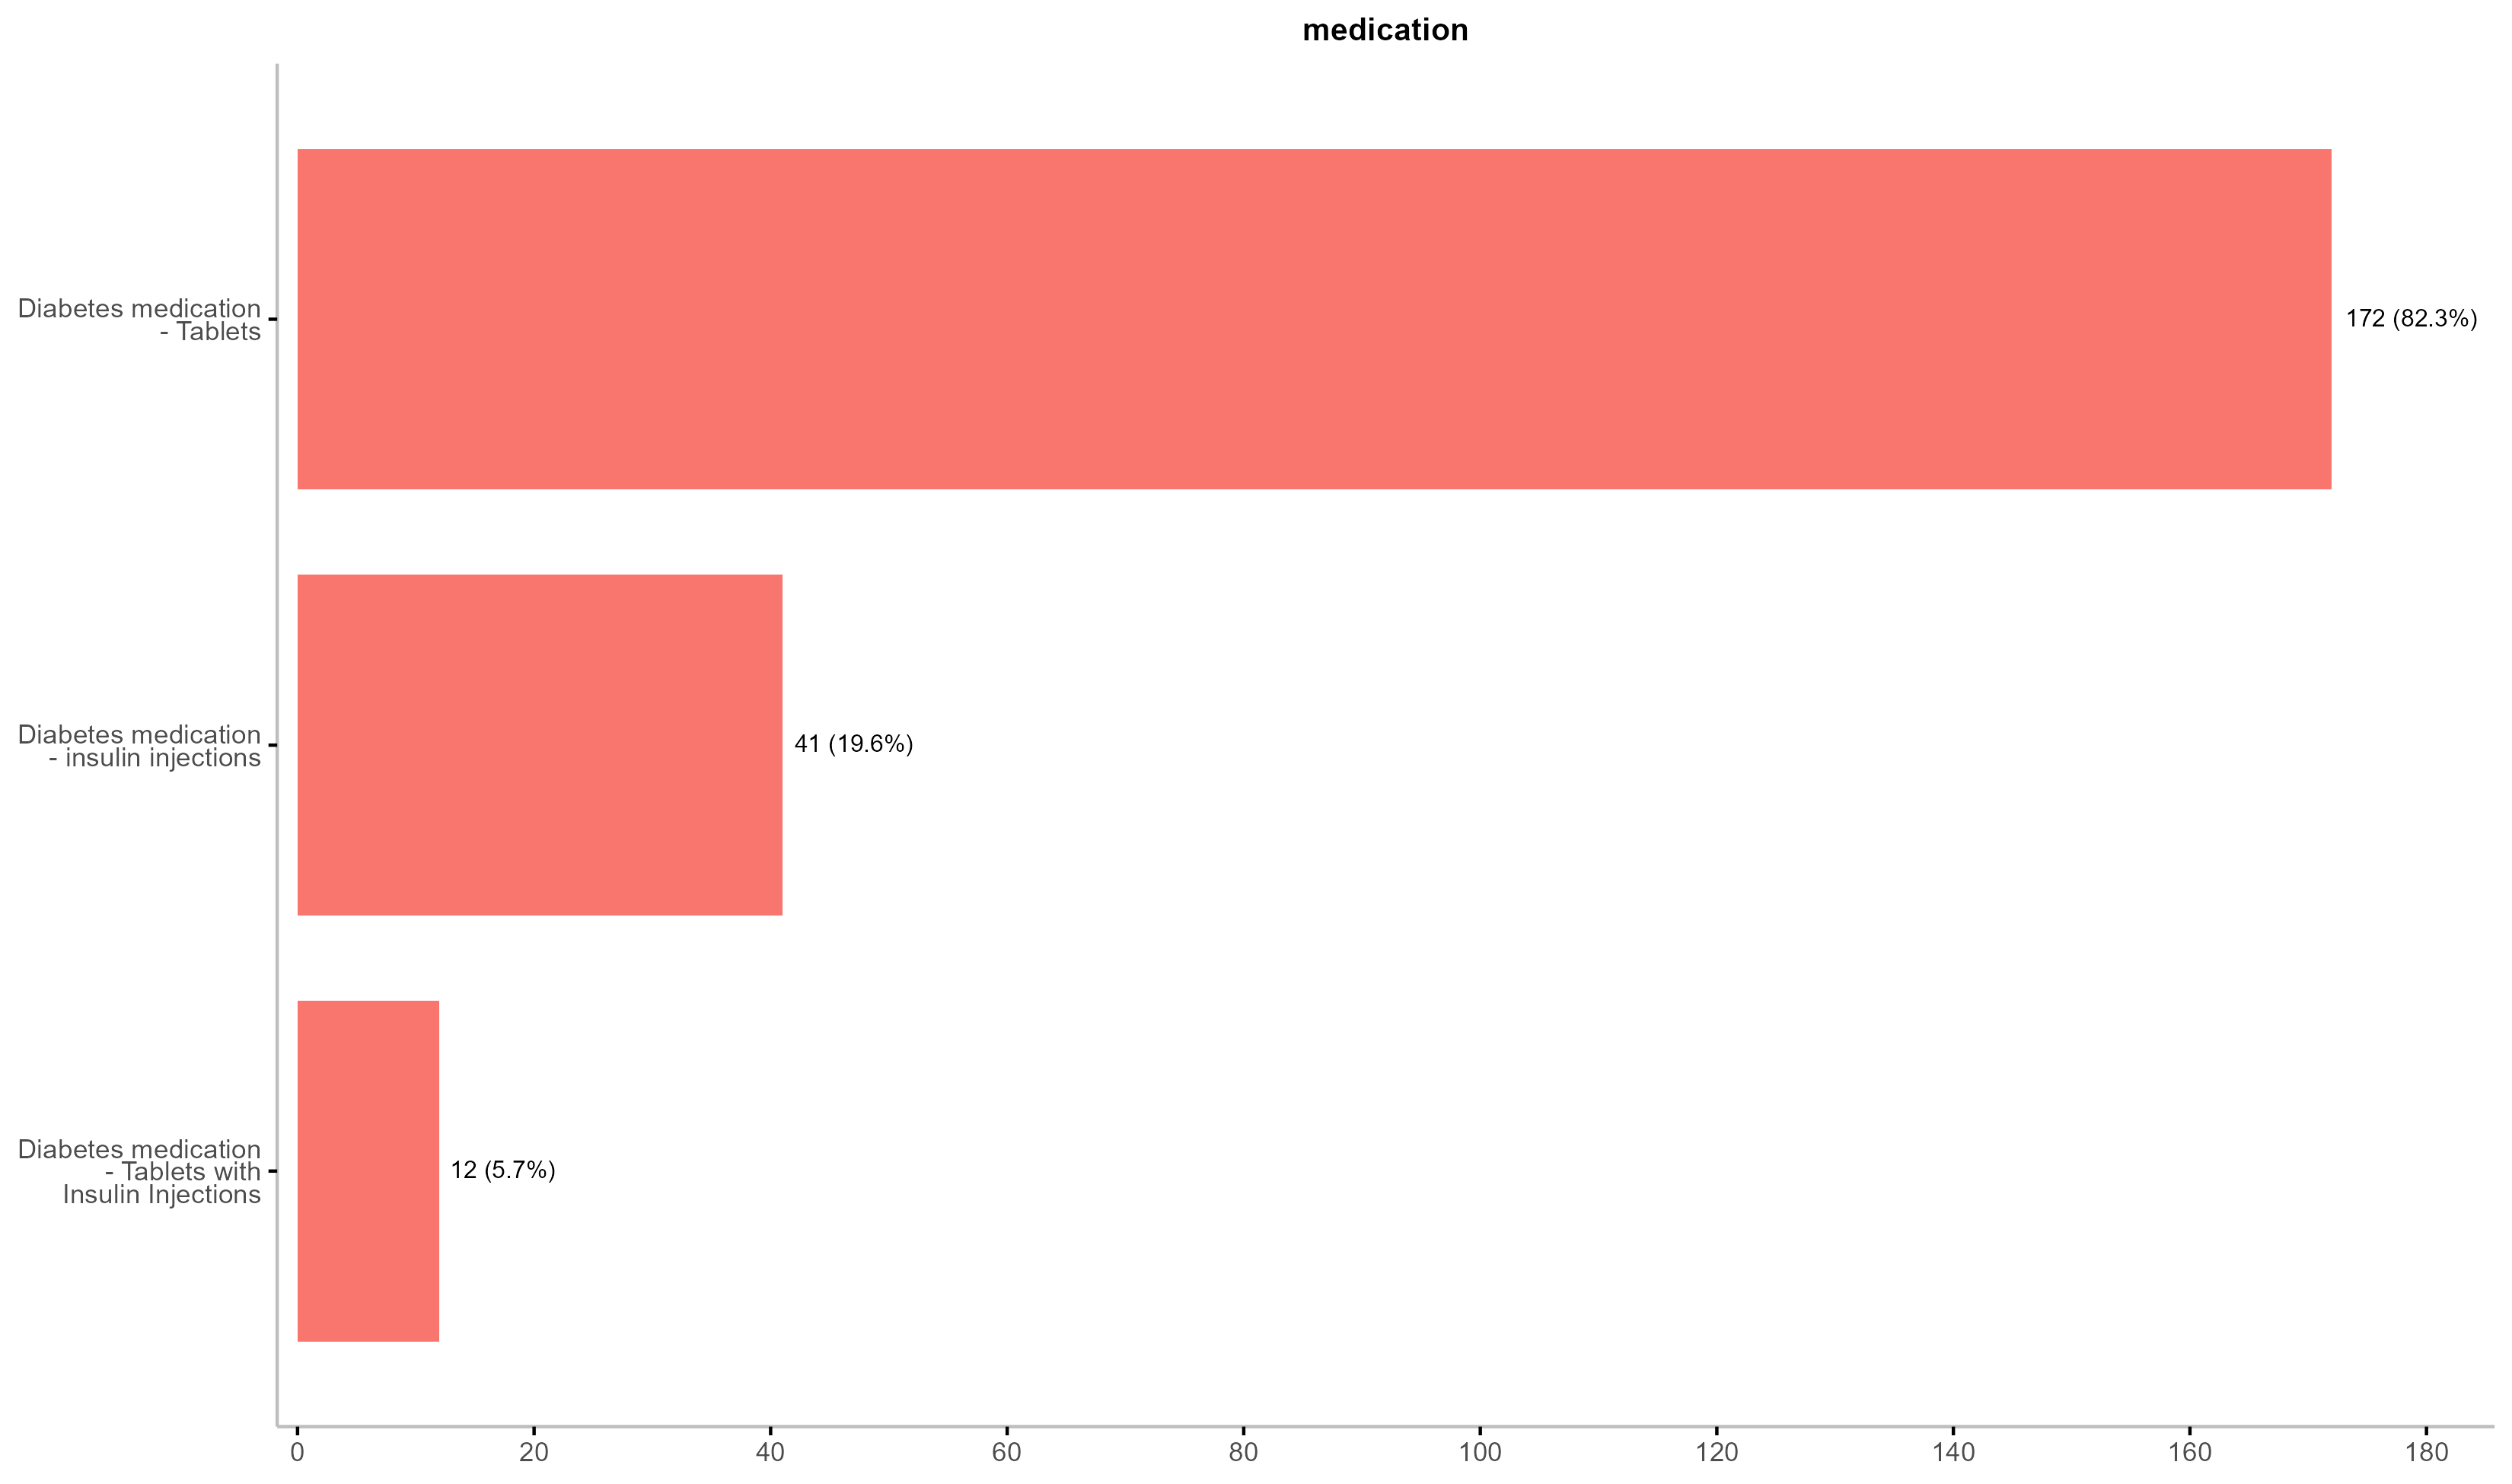 medication
Diabetes medication
- Tablets
172 (82.3%)
Diabetes medication
- insulin injections
41 (19.6%)
Diabetes medication
- Tablets with
Insulin Injections
12 (5.7%)
0 20 40 60 80 100 120 140 160 180